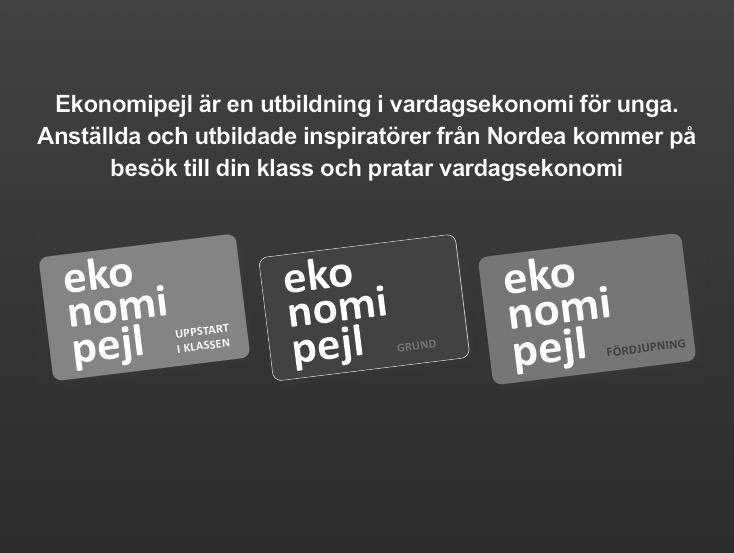 Ekonomipejl är en utbildning i vardagsekonomi för unga.
Anställda och utbildade inspiratörer från Nordea kommer på
besök till din klass och pratar vardagsekonomi
eko
nomi
pejl
UPPSTART
I KLASSEN
eko
nomi
pejl
GRUND
eko
nomi
pejl
FÖRDJUPNING